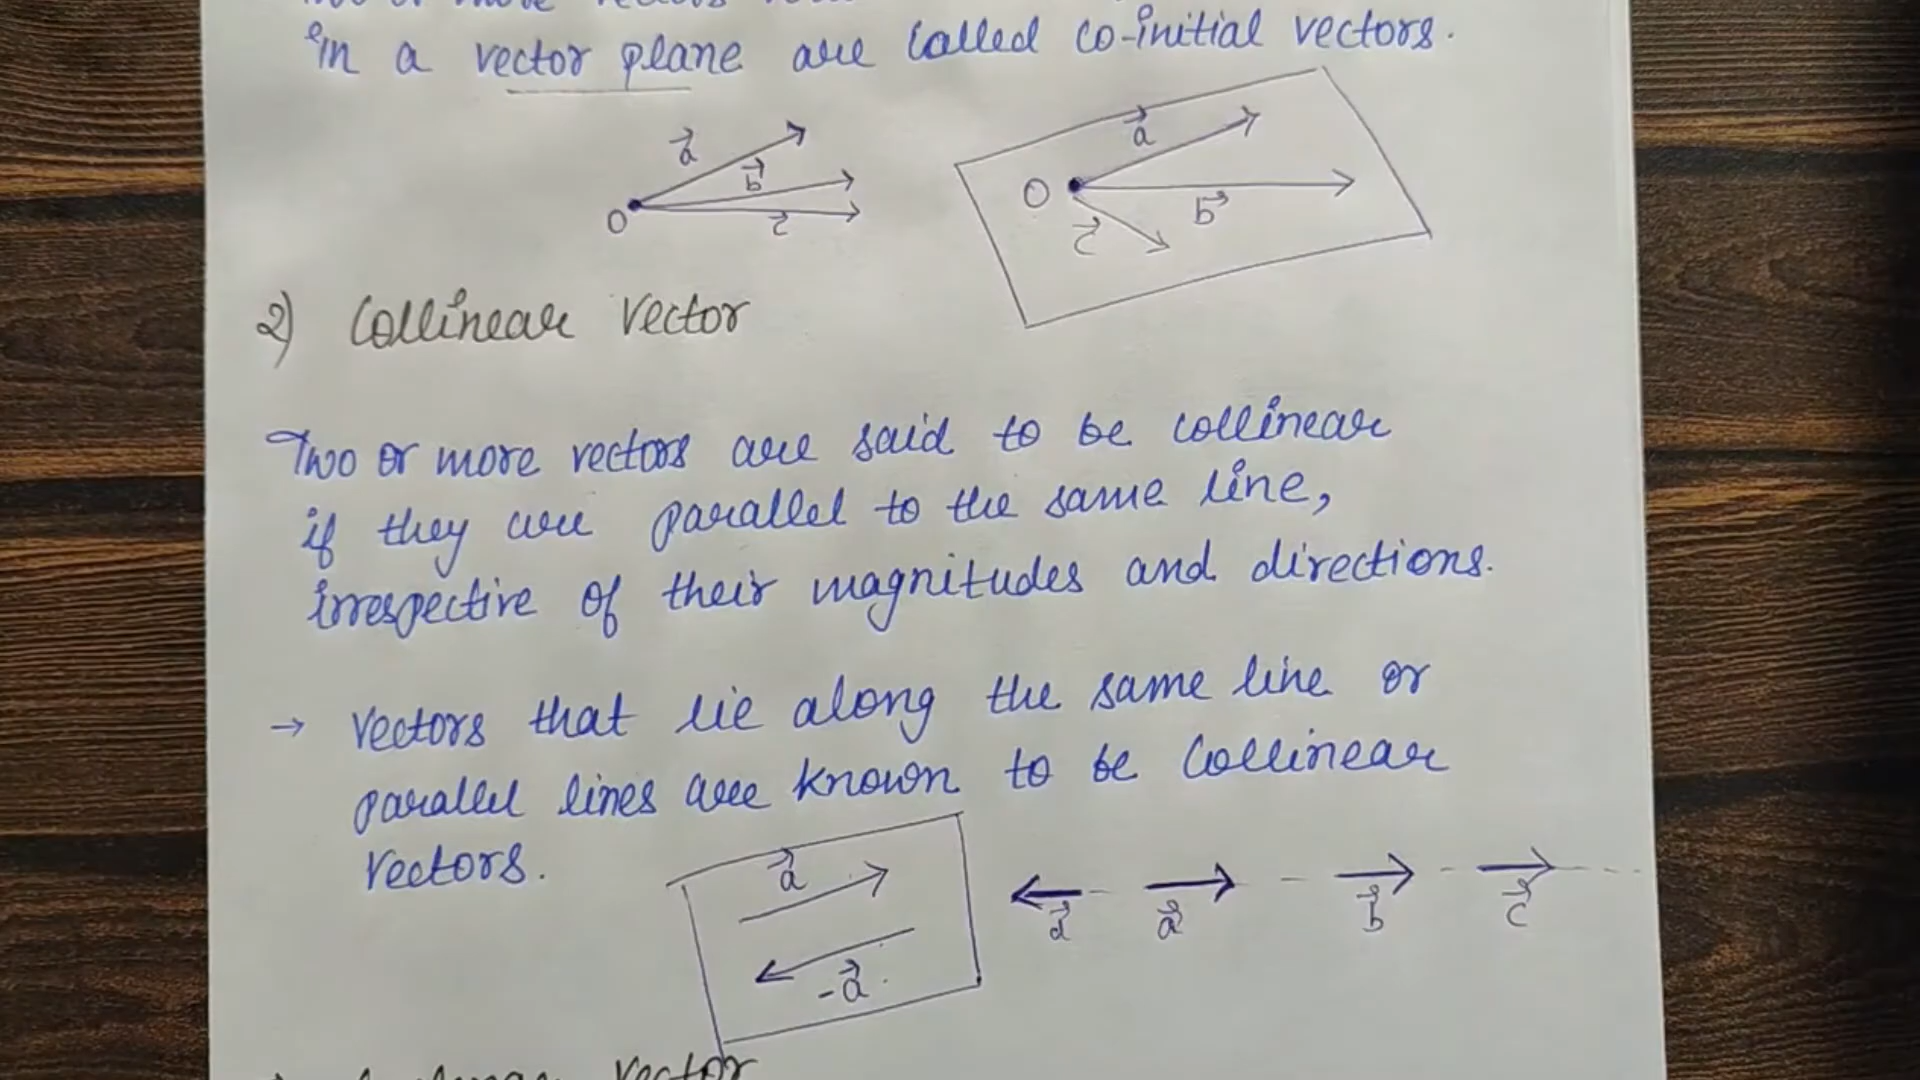 in a vector plane are called co-initial vectors.
a⃗
b⃗
c⃗
O
a⃗
O
b⃗
c⃗
2) Collinear Vector
Two or more vectors are said to be collinear
if they are parallel to the same line,
irrespective of their magnitudes and directions.
→ Vectors that lie along the same line or
parallel lines are known to be Collinear
Vectors.
a⃗
-a⃗
d⃗ a⃗ b⃗ c⃗
Vector